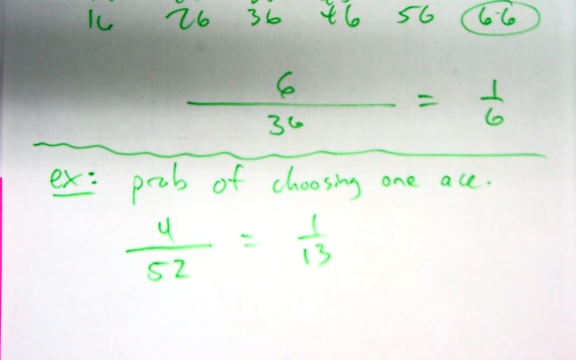 16 26 36 46 56 66
6/36 = 1/6
ex: prob of choosing one ace.
4/52 = 1/13